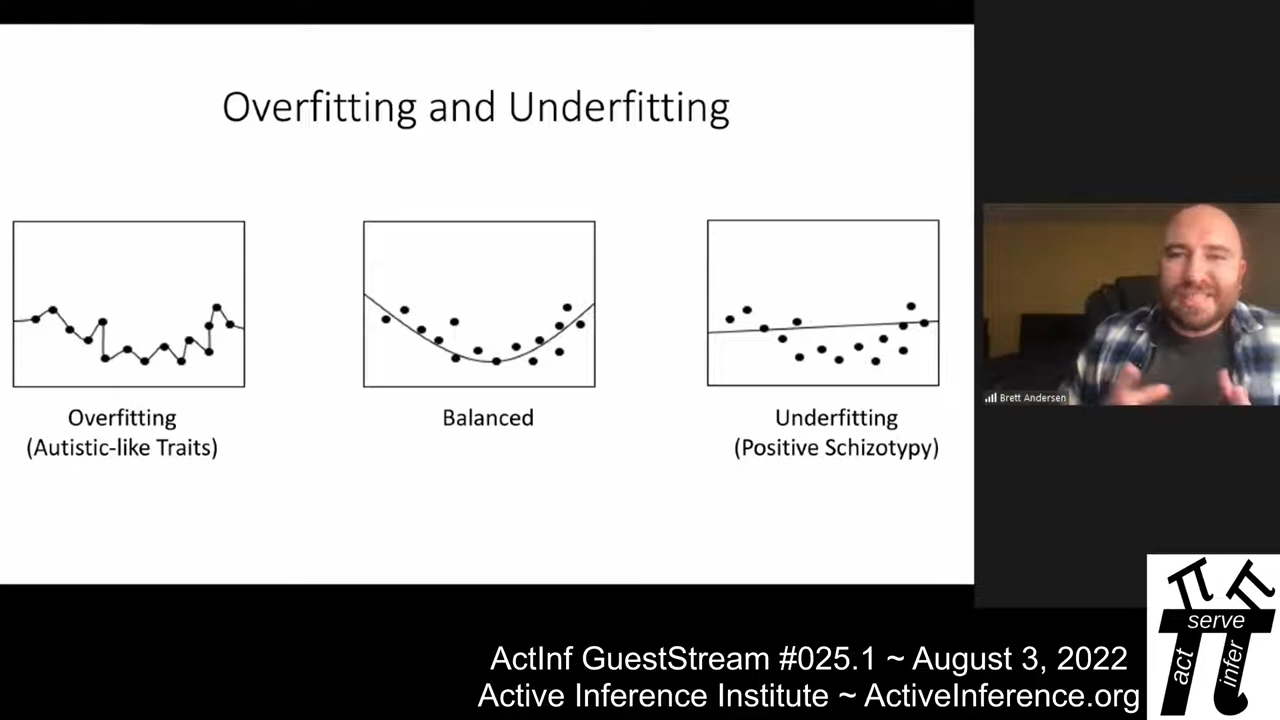 Overfitting and Underfitting
Overfitting
(Autistic-like Traits)
Balanced
Underfitting
(Positive Schizotypy)
Brett Andersen
serve
act
infer
ActInf GuestStream #025.1 ~ August 3, 2022
Active Inference Institute ~ ActiveInference.org